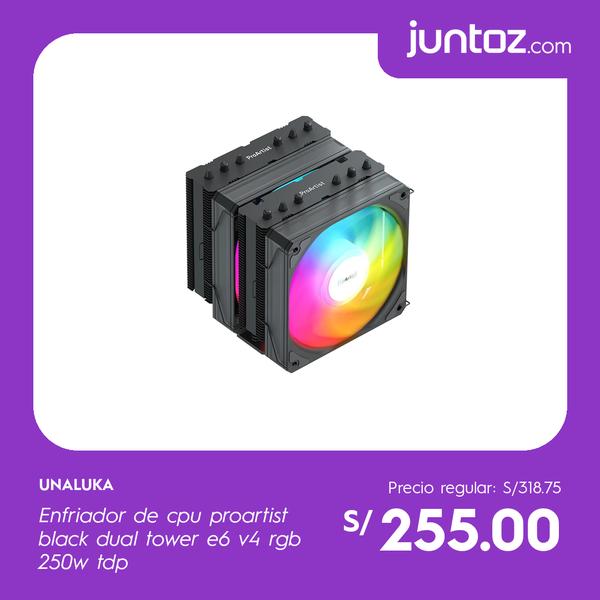 juntoz.com
ProArtist
ProArtist
UNALUKA
Enfriador de cpu proartist
black dual tower e6 v4 rgb
250w tdp
Precio regular: S/318.75
S/ 255.00